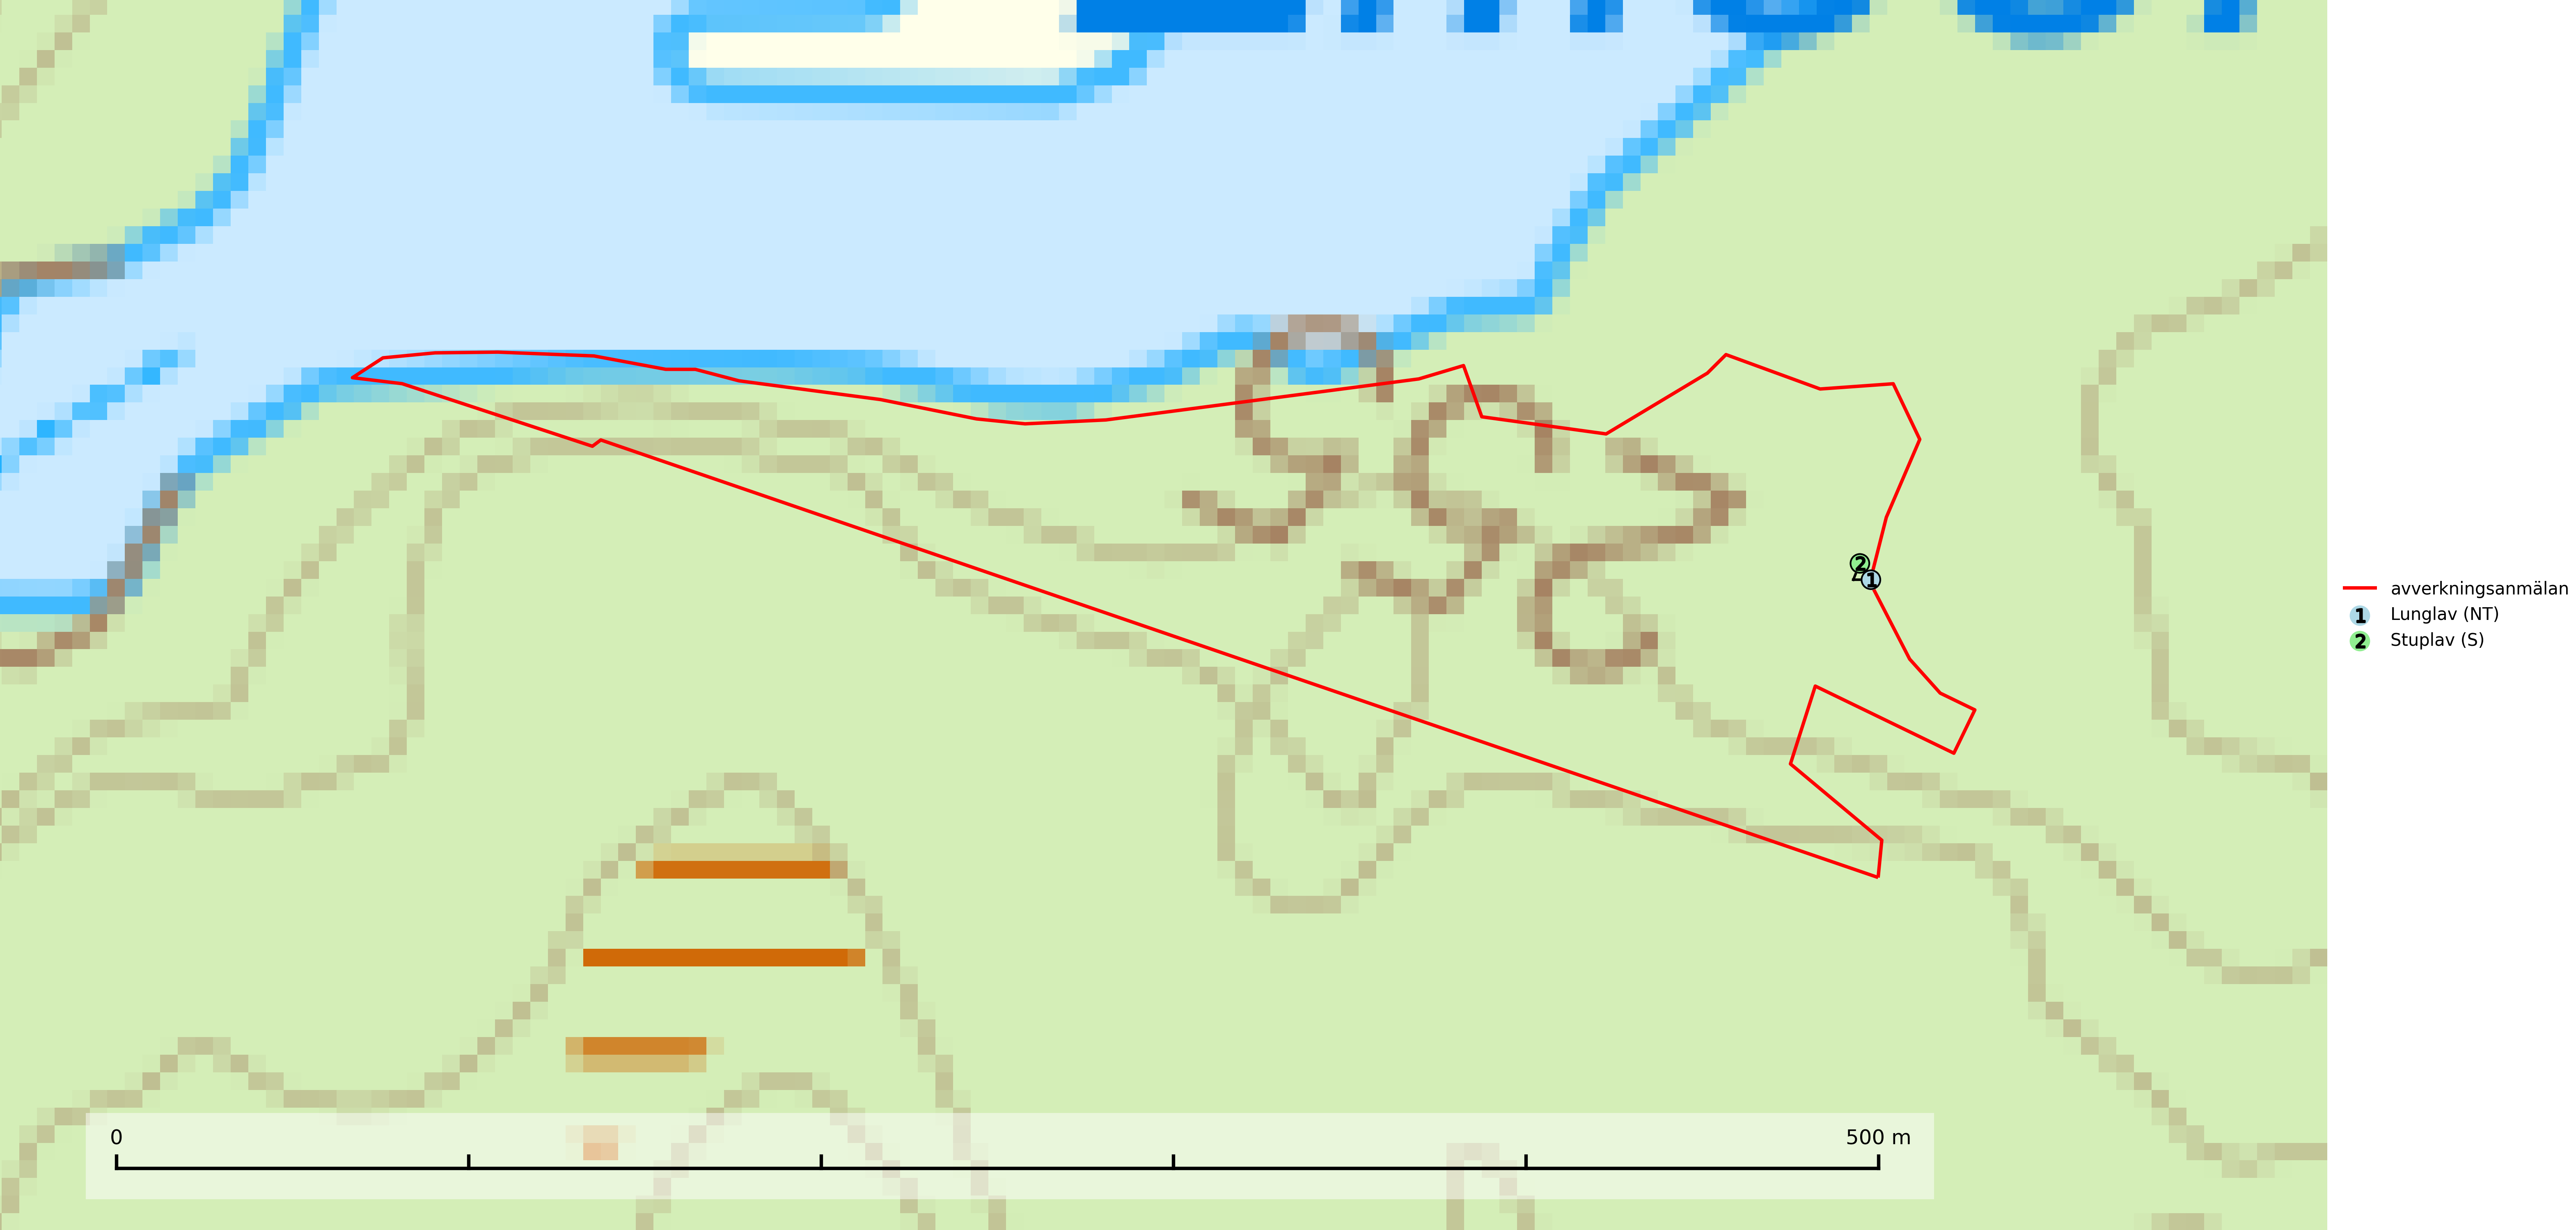 2
1
avverkningsanmälan
1 Lunglav (NT)
2 Stuplav (S)
0 500 m